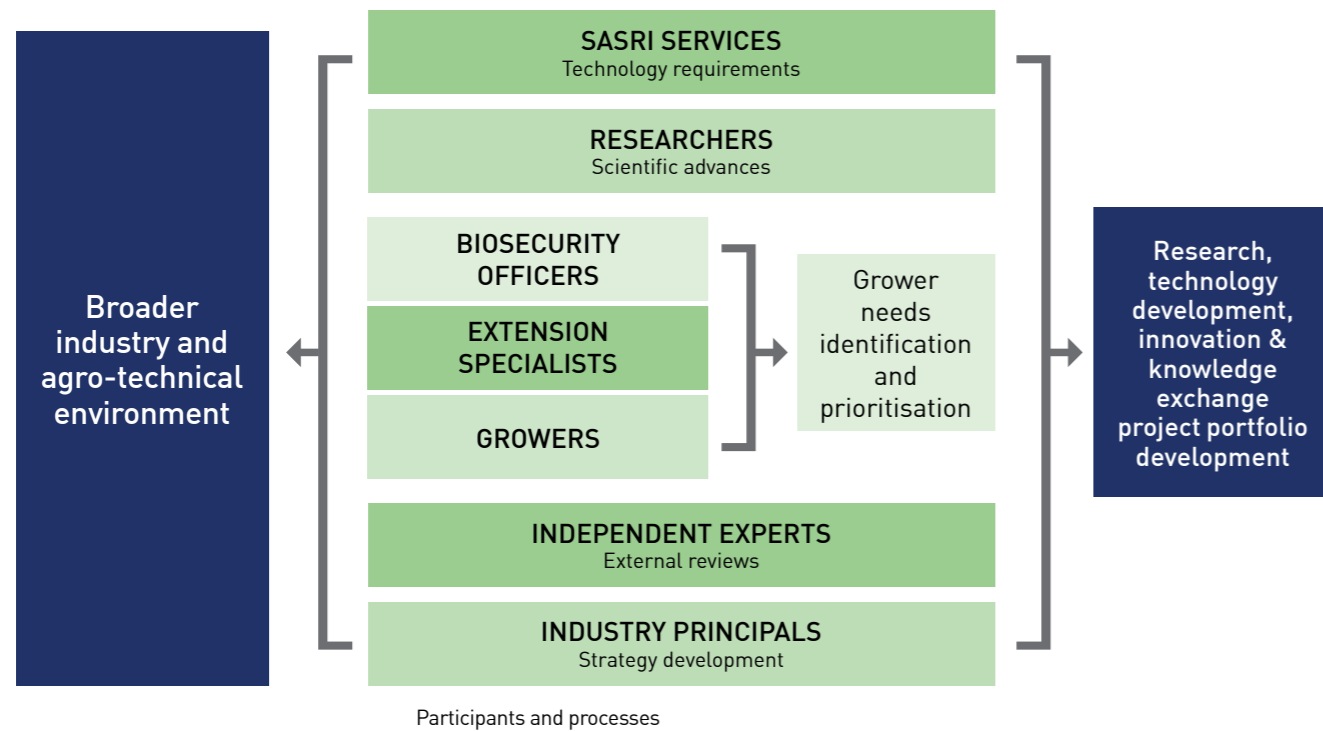 Broader
industry and
agro-technical
environment
SASRI SERVICES
Technology requirements
RESEARCHERS
Scientific advances
BIOSECURITY
OFFICERS
EXTENSION
SPECIALISTS
GROWERS
Grower
needs
identification
and
prioritisation
INDEPENDENT EXPERTS
External reviews
INDUSTRY PRINCIPALS
Strategy development
Research,
technology
development,
innovation &
knowledge
exchange
project portfolio
development
Participants and processes